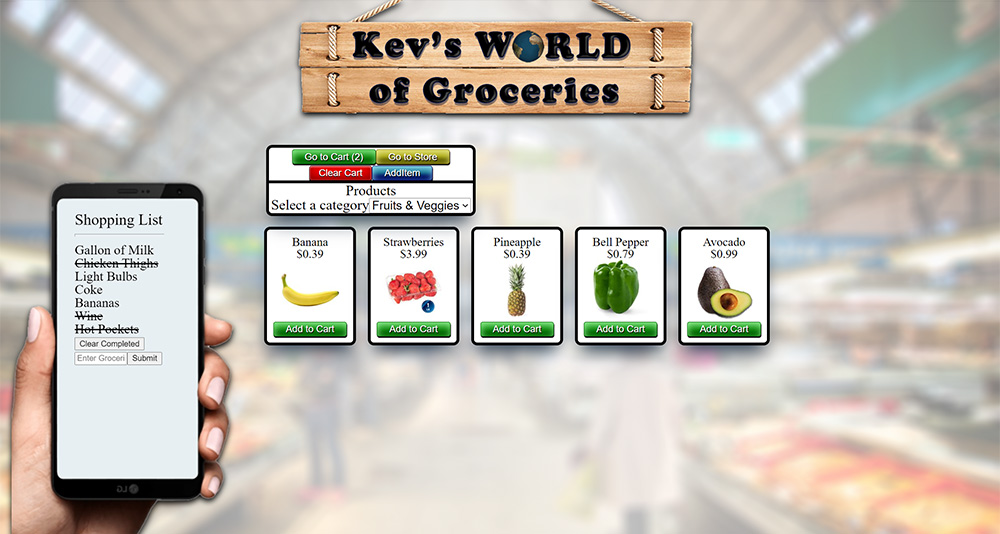 Kev's WORLD
of Groceries
Go to Cart (2) Go to Store
Clear Cart AddItem
Products
Select a category Fruits & Veggies
Shopping List
Gallon of Milk
Chicken Thighs
Light Bulbs
Coke
Bananas
Wine
Hot Pockets
Clear Completed
Enter Groceri Submit
LG
Banana
$0.39
Add to Cart
Strawberries
$3.99
1
Add to Cart
Pineapple
$0.39
Add to Cart
Bell Pepper
$0.79
Add to Cart
Avocado
$0.99
Add to Cart